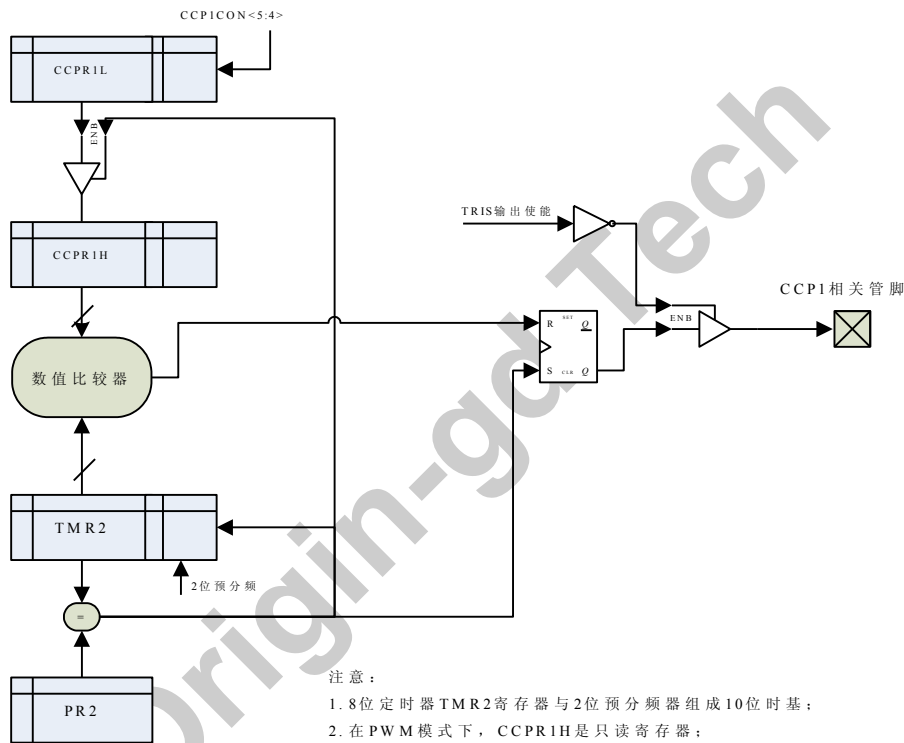 CCP1CON<5:4>
CCPR1L
ENB
CCPR1H
TRIS输出使能
CCP1相关管脚
ENB
R
SET
Q
S
CLR
Q
数值比较器
TMR2
2位预分频
=
PR2
注意：
1. 8位定时器TMR2寄存器与2位预分频器组成10位时基；
2. 在PWM模式下，CCPR1H是只读寄存器；
Origin-gd Tech